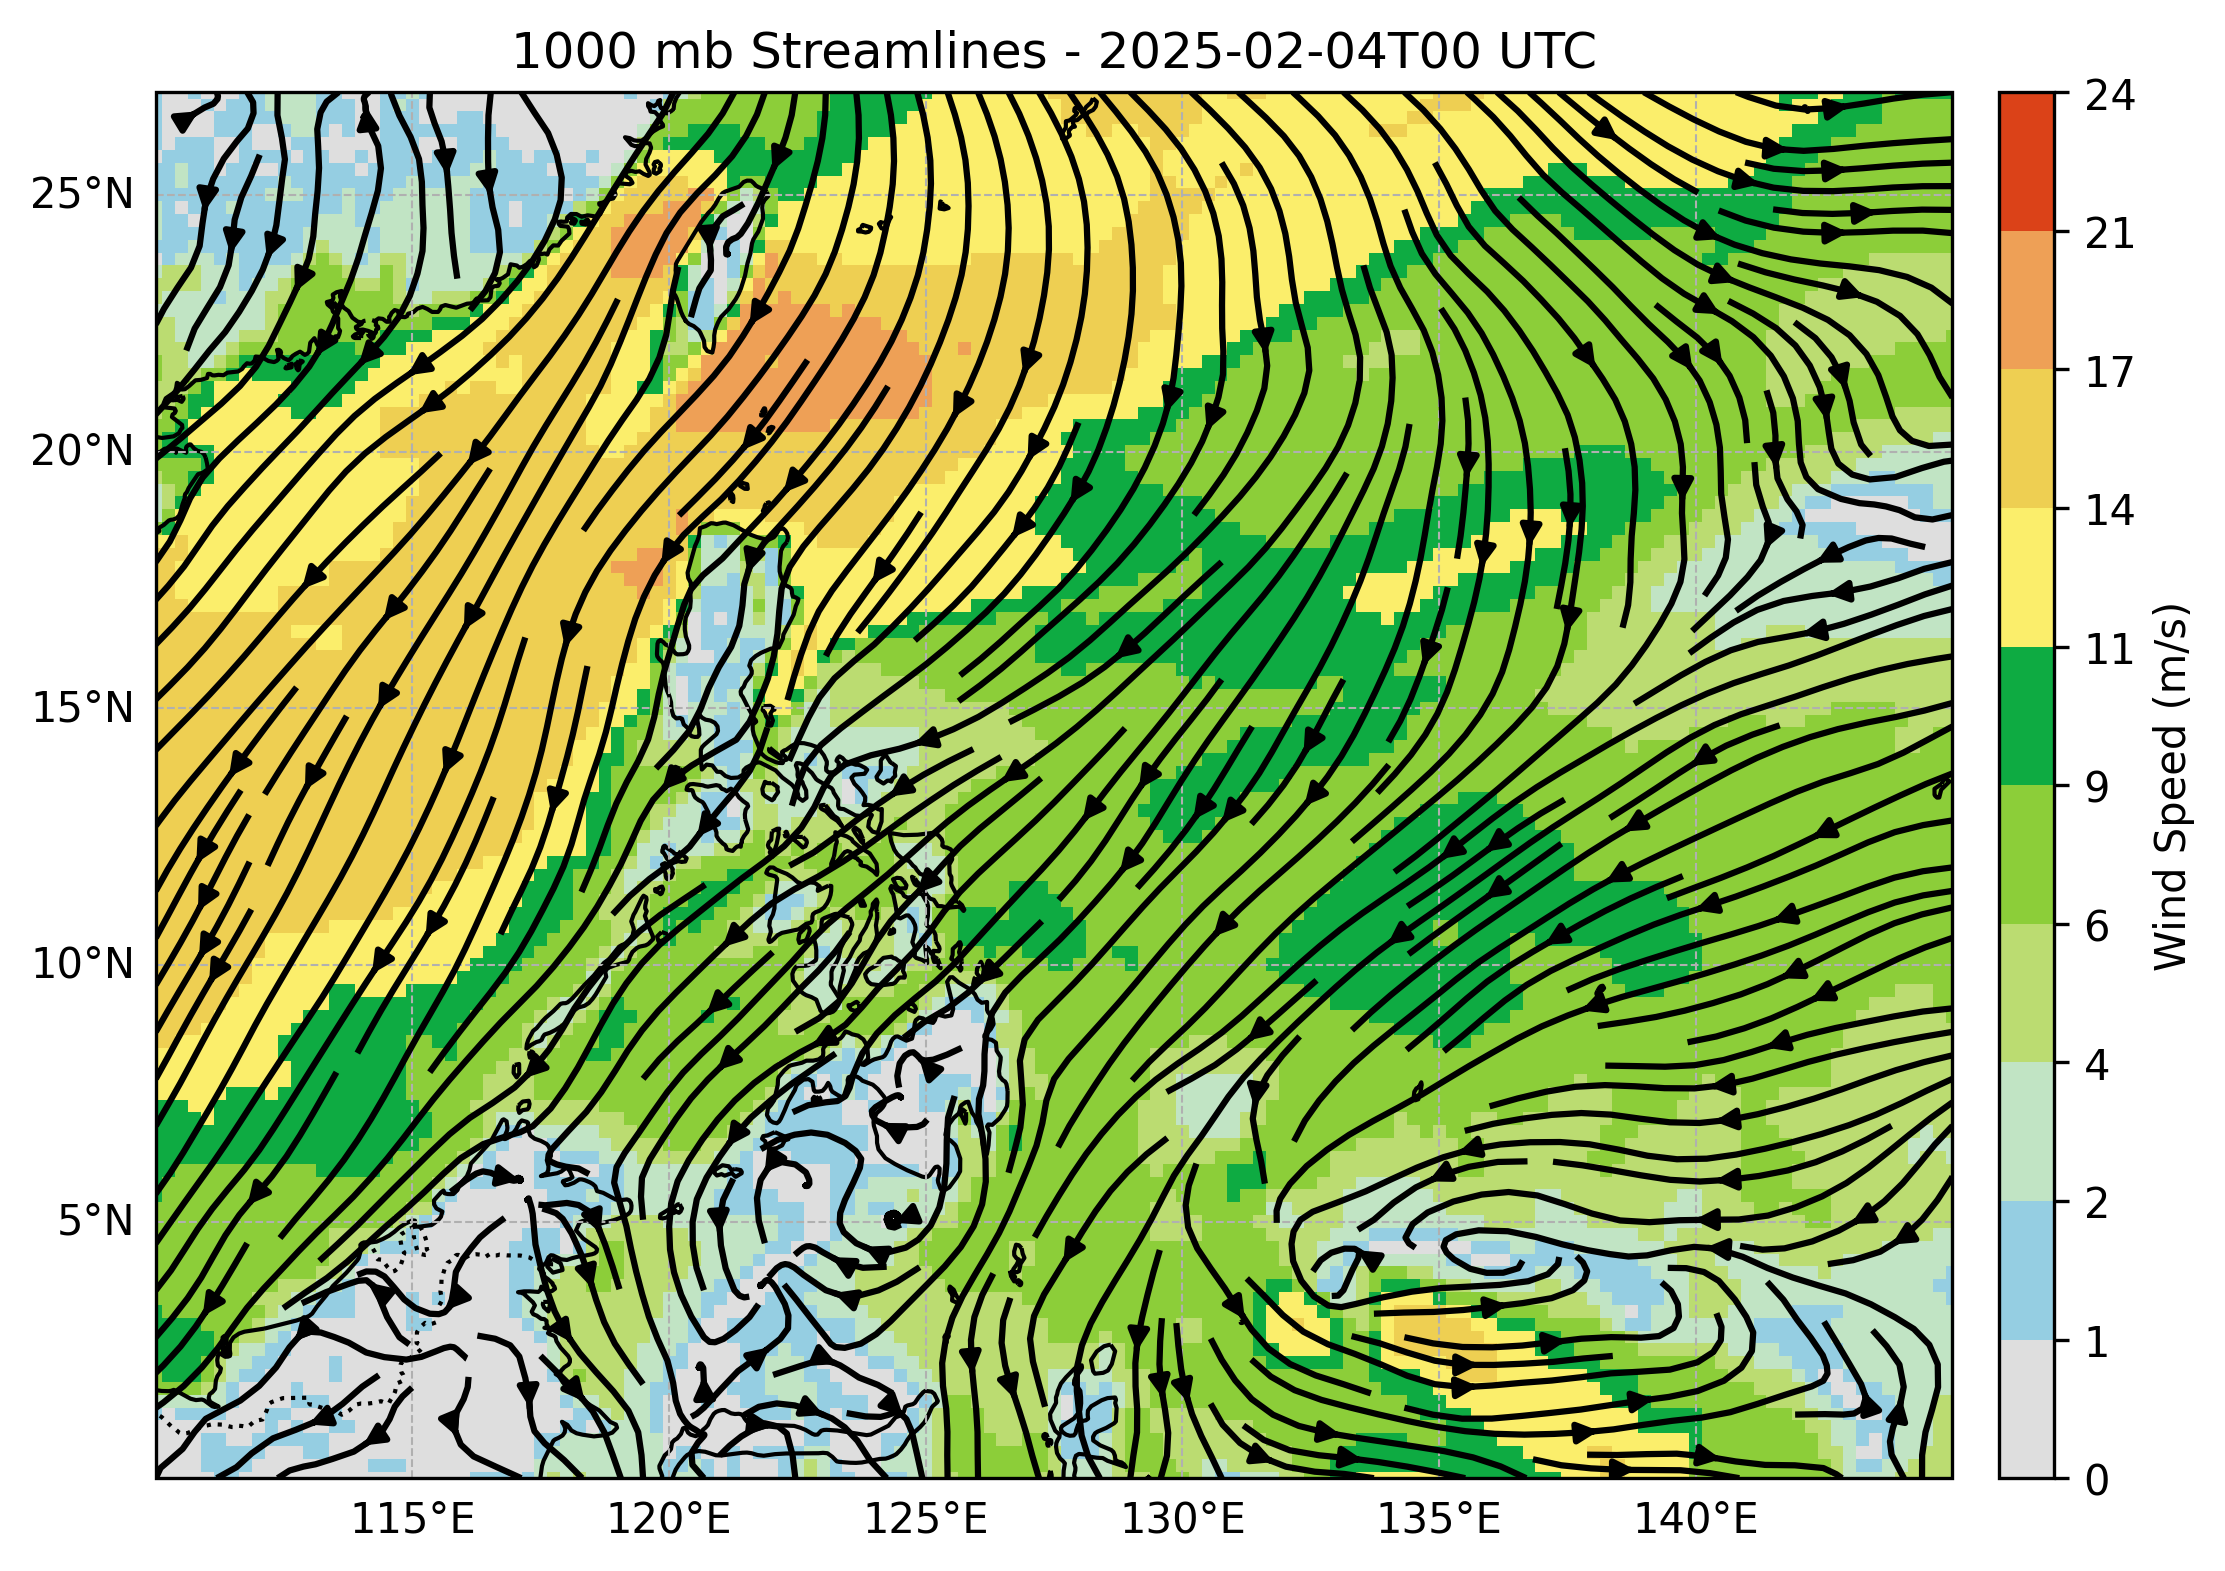 1000 mb Streamlines - 2025-02-04T00 UTC
25°N
20°N
15°N
10°N
5°N
115°E
120°E
125°E
130°E
135°E
140°E
24
21
17
14
11
9
6
4
2
1
0
Wind Speed (m/s)